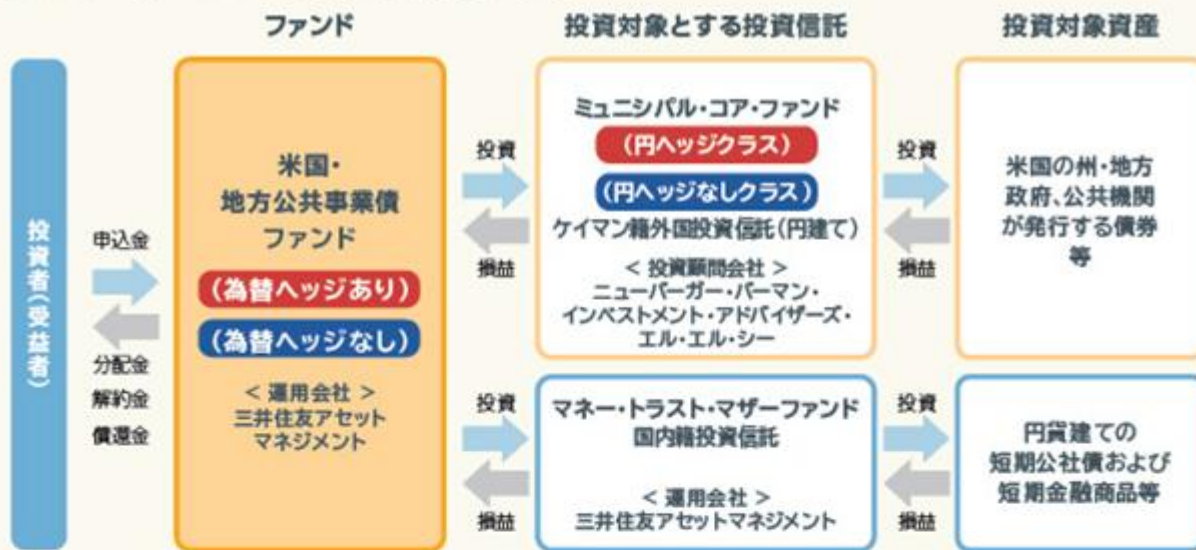 ファンド
投資対象とする投資信託
投資対象資産
投資者(受益者)
申込金
分配金
解約金
償還金
米国・
地方公共事業債
ファンド
(為替ヘッジあり)
(為替ヘッジなし)
< 運用会社 >
三井住友アセット
マネジメント
投資
損益
ミュニシパル・コア・ファンド
(円ヘッジクラス)
(円ヘッジなしクラス)
ケイマン籍外国投資信託(円建て)
< 投資顧問会社 >
ニューバーガー・バーマン・
インベストメント・アドバイザーズ・
エル・エル・シー
投資
損益
米国の州・地方
政府、公共機関
が発行する債券
等
投資
損益
マネー・トラスト・マザーファンド
国内籍投資信託
< 運用会社 >
三井住友アセットマネジメント
投資
損益
円貨建ての
短期公社債および
短期金融商品等